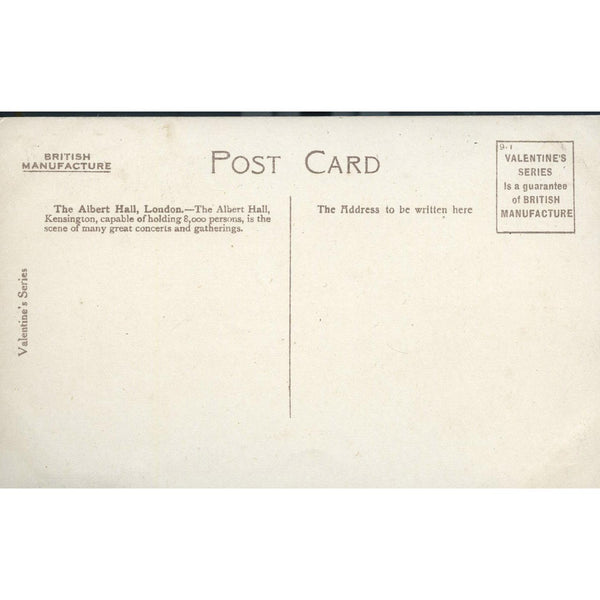 BRITISH
MANUFACTURE
POST CARD
9-1
VALENTINE'S
SERIES
Is a guarantee
of BRITISH
MANUFACTURE
The Albert Hall, London.—The Albert Hall,
Kensington, capable of holding 8,000 persons, is the
scene of many great concerts and gatherings.
The Address to be written here
Valentine's Series